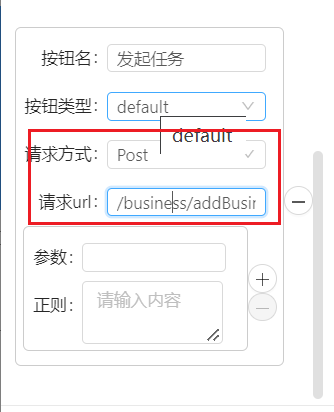 按钮名: 发起任务
按钮类型: default
default
请求方式: Post
请求url: /business/addBusin
参数:
正则: 请输入内容